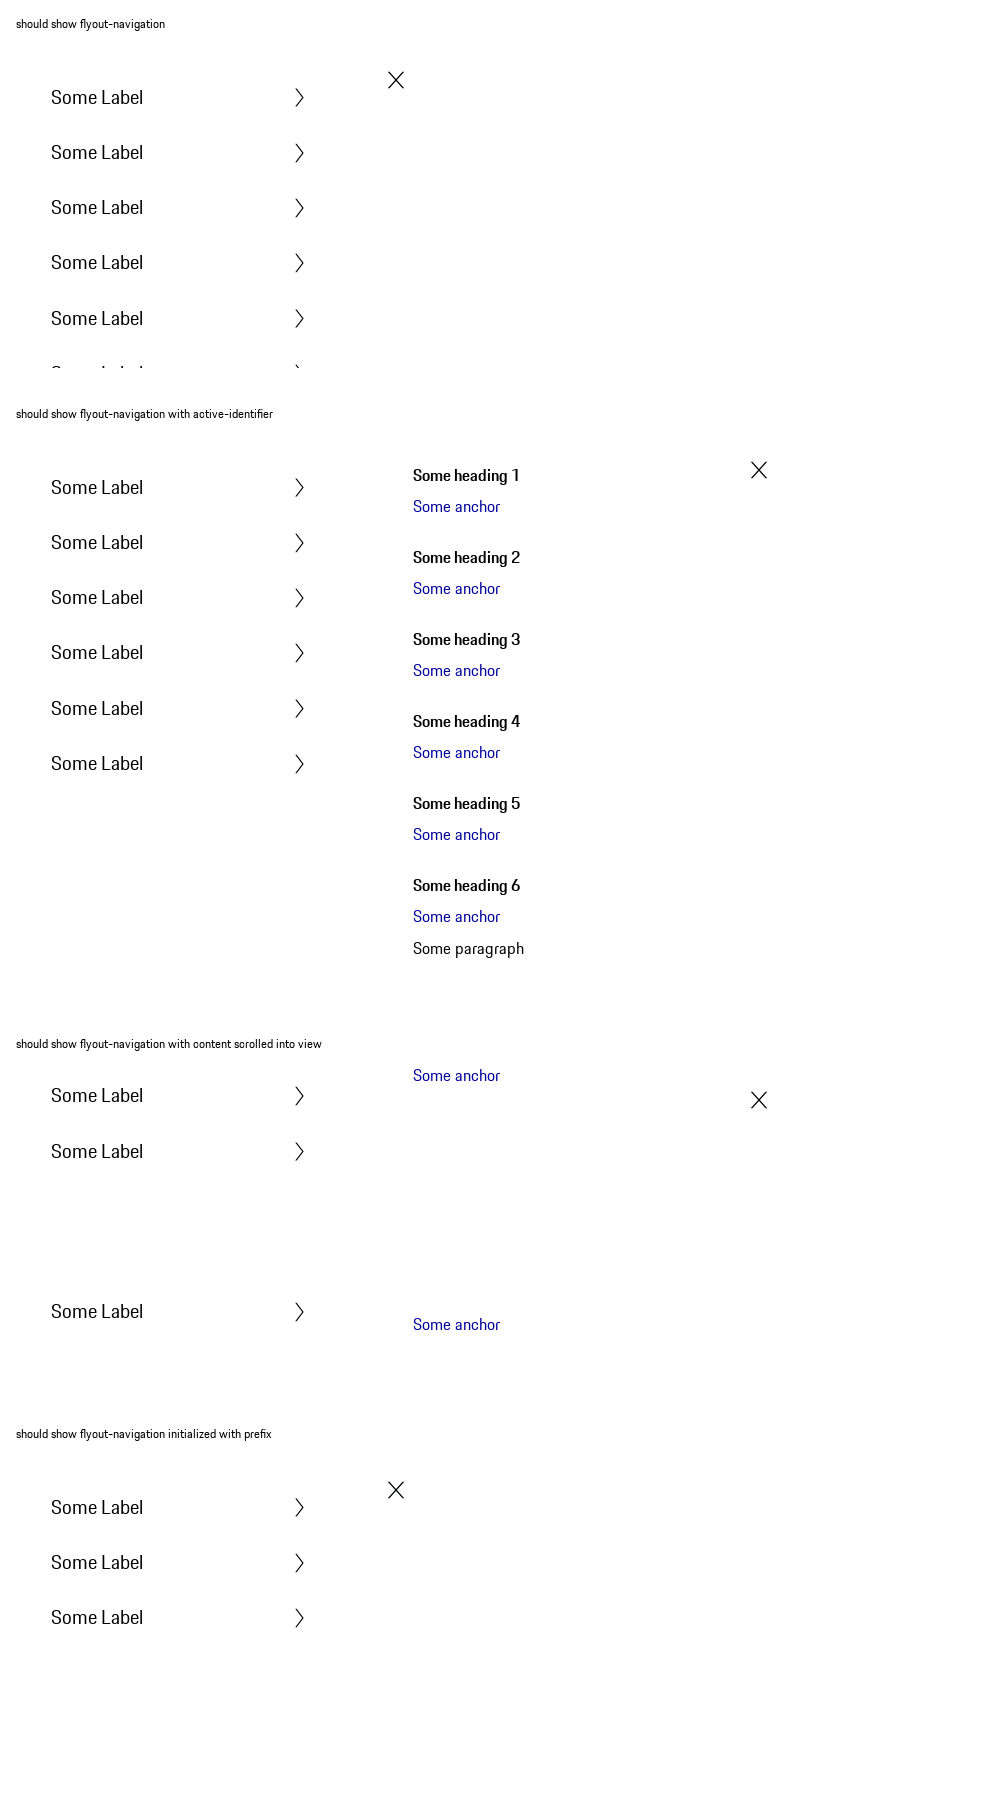 should show flyout-navigation
Some Label
Some Label
Some Label
Some Label
Some Label
should show flyout-navigation with active-identifier
Some Label
Some Label
Some Label
Some Label
Some Label
Some Label
Some heading 1
Some anchor
Some heading 2
Some anchor
Some heading 3
Some anchor
Some heading 4
Some anchor
Some heading 5
Some anchor
Some heading 6
Some anchor
Some paragraph
should show flyout-navigation with content scrolled into view
Some Label
Some Label
Some Label
Some anchor
Some anchor
should show flyout-navigation initialized with prefix
Some Label
Some Label
Some Label